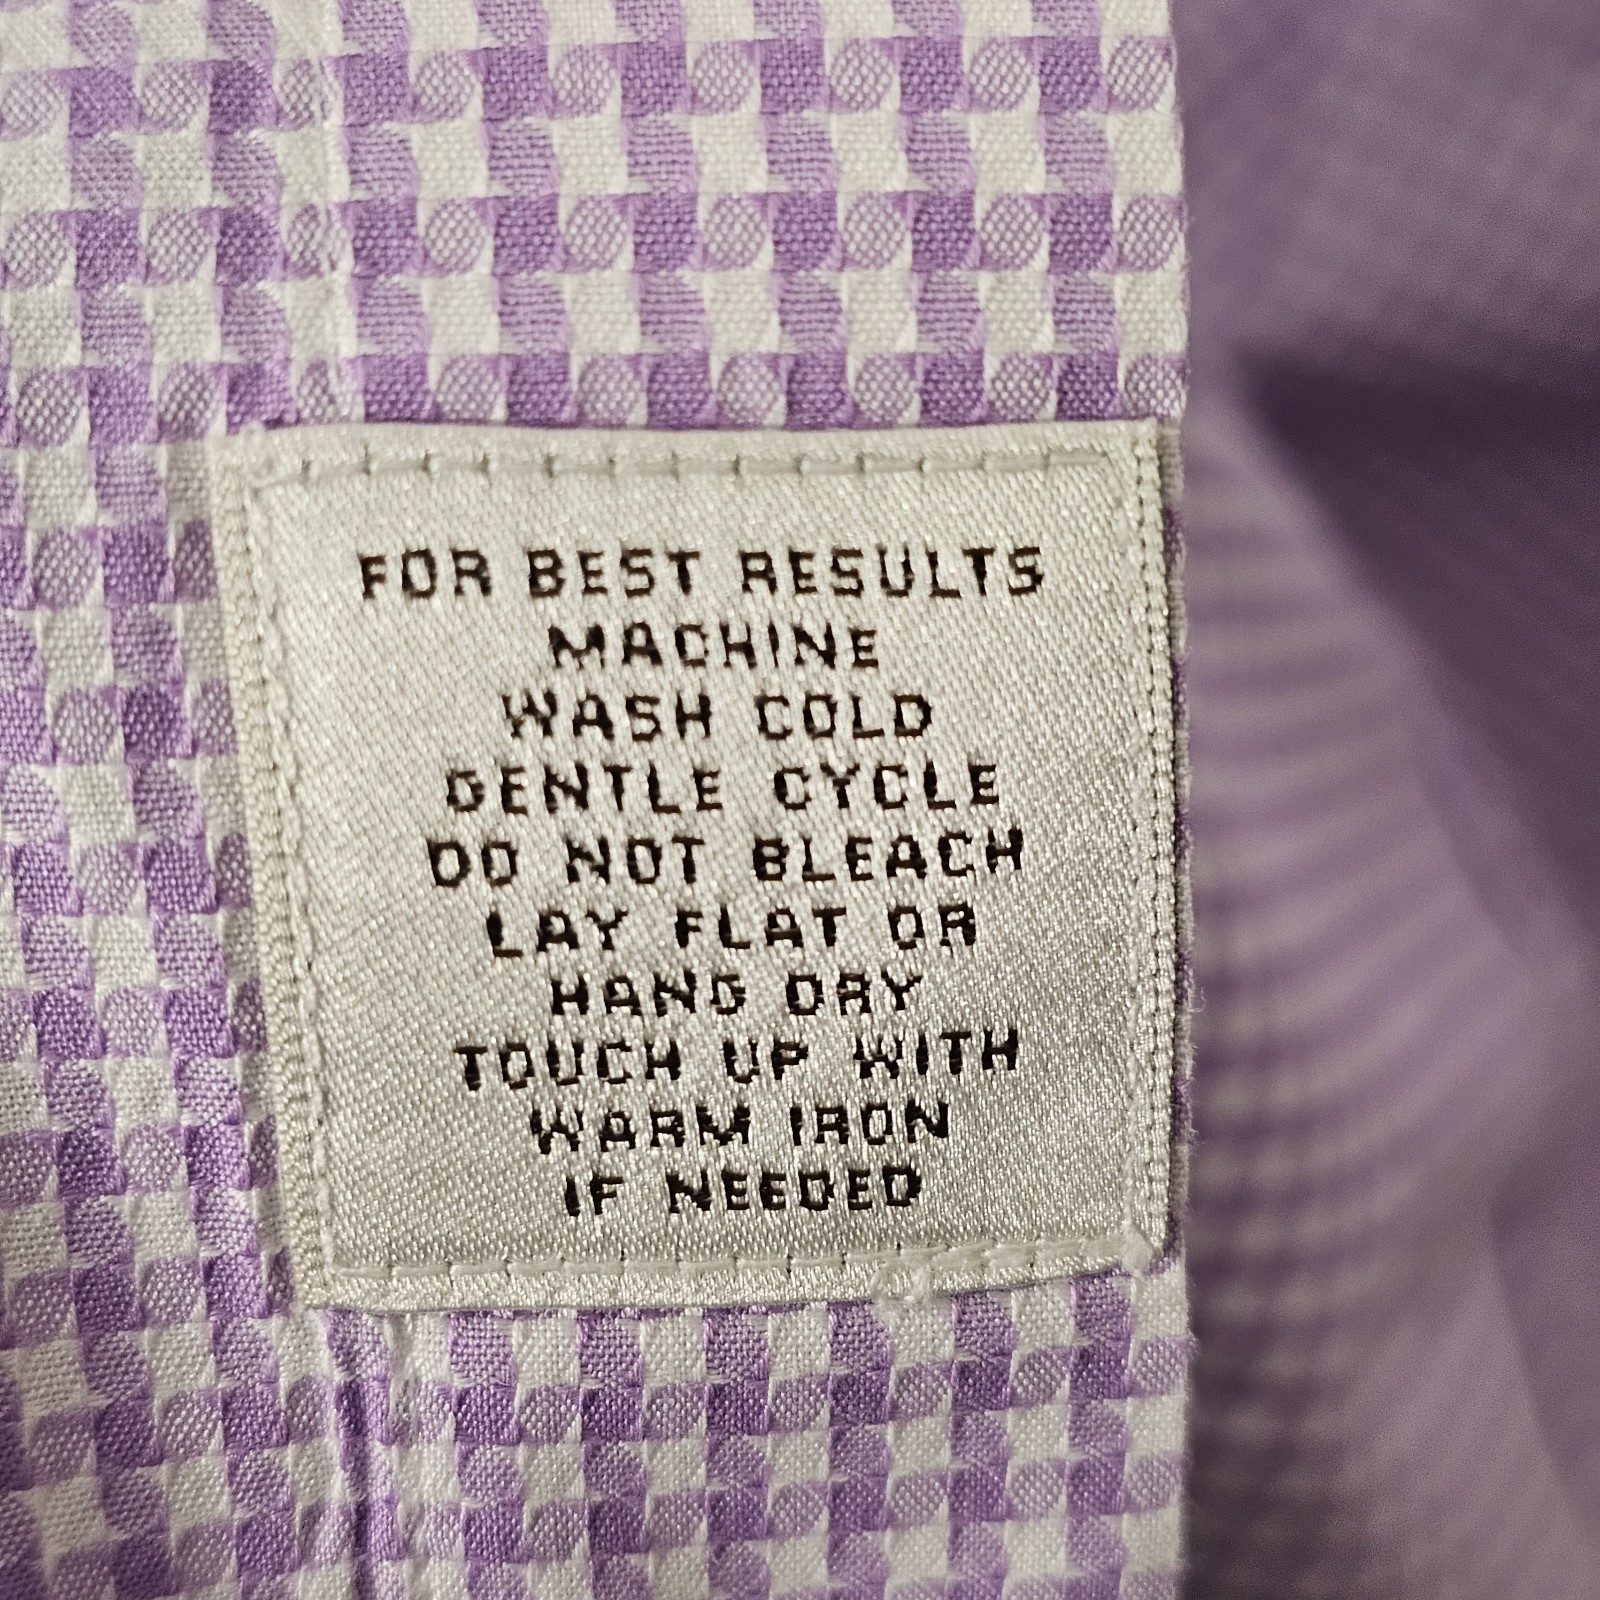 FOR BEST RESULTS
MACHINE
WASH COLD
GENTLE CYCLE
DO NOT BLEACH
LAY FLAT OR
HANG DRY
TOUCH UP WITH
WARM IRON
IF NEEDED